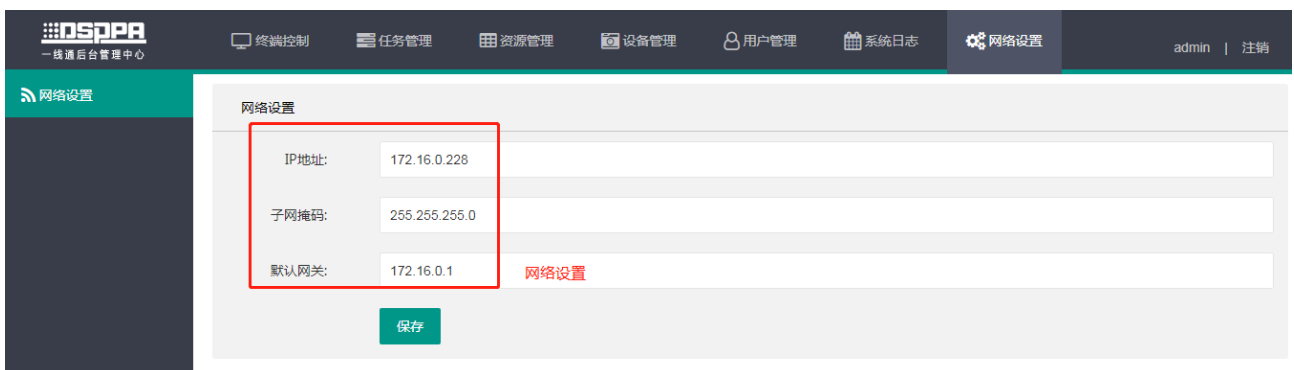 DSPPA
一线通后台管理中心
终端控制 任务管理 资源管理 设备管理 用户管理 系统日志 网络设置 admin | 注销
网络设置
网络设置
IP地址: 172.16.0.228
子网掩码: 255.255.255.0
默认网关: 172.16.0.1 网络设置
保存